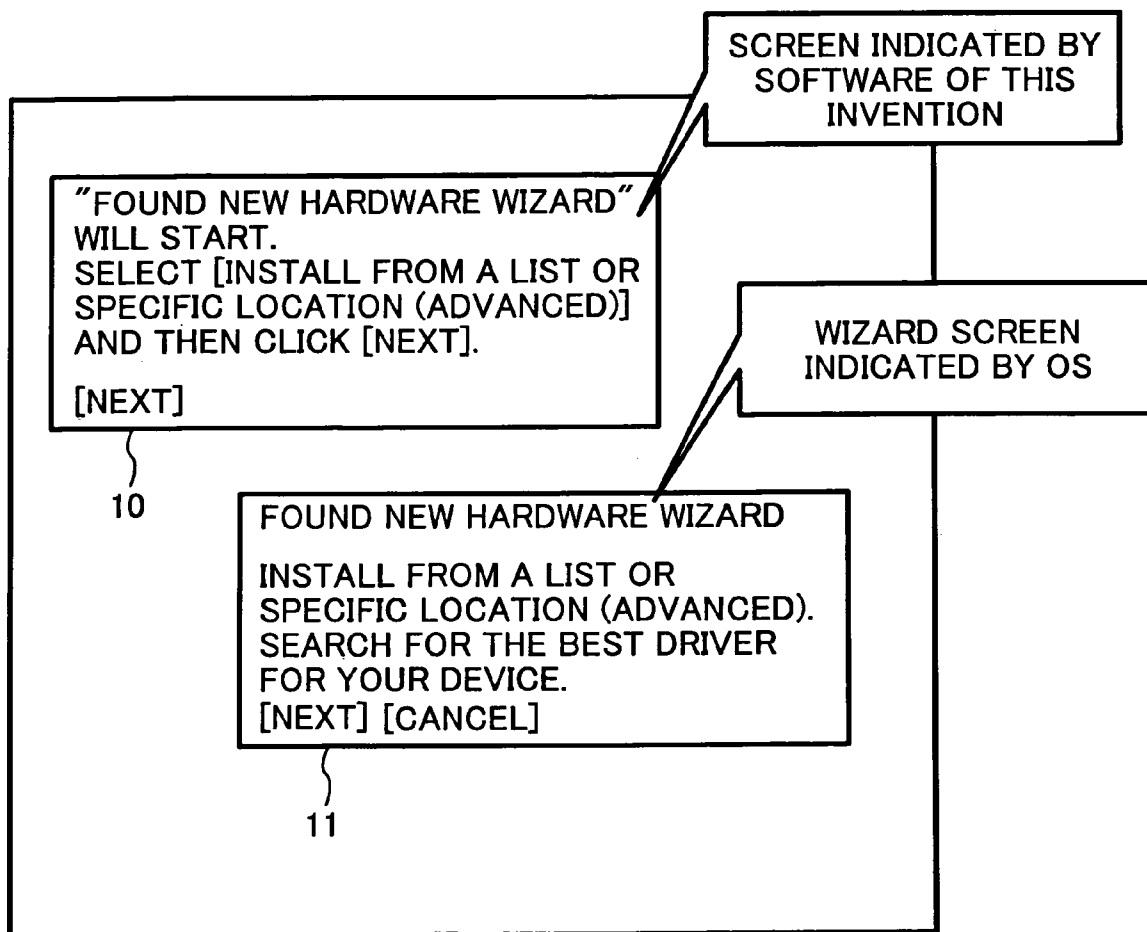 SCREEN INDICATED BY
SOFTWARE OF THIS
INVENTION
"FOUND NEW HARDWARE WIZARD"
WILL START.
SELECT [INSTALL FROM A LIST OR
SPECIFIC LOCATION (ADVANCED)]
AND THEN CLICK [NEXT].
[NEXT]
10
WIZARD SCREEN
INDICATED BY OS
FOUND NEW HARDWARE WIZARD
INSTALL FROM A LIST OR
SPECIFIC LOCATION (ADVANCED).
SEARCH FOR THE BEST DRIVER
FOR YOUR DEVICE.
[NEXT] [CANCEL]
11